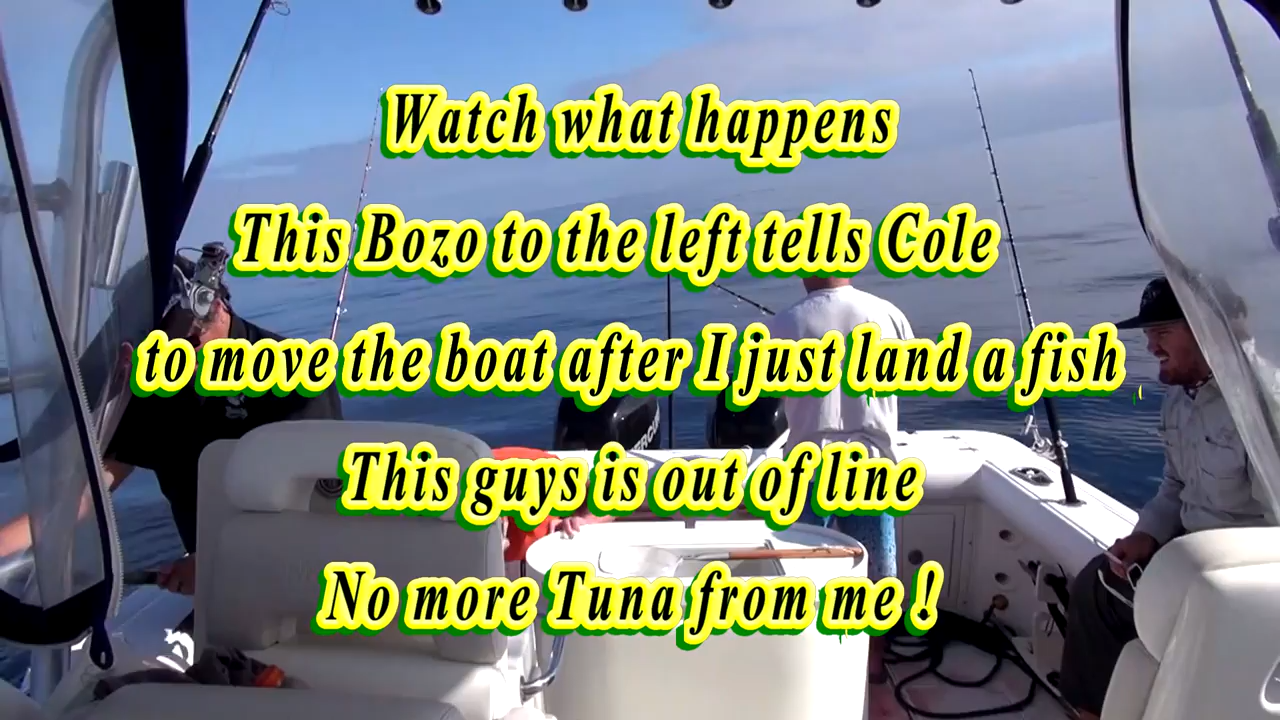 Watch what happens
This Bozo to the left tells Cole
to move the boat after I just land a fish
This guys is out of line
No more Tuna from me !